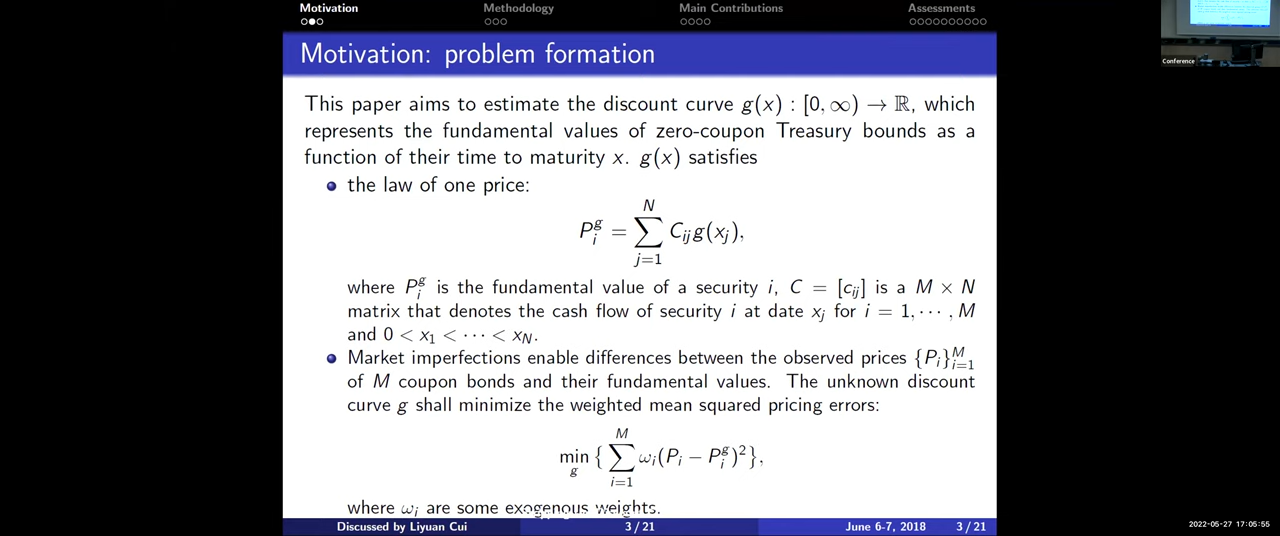 Motivation Methodology Main Contributions Assessments
Conference
Motivation: problem formation
This paper aims to estimate the discount curve g(x) : [0, ∞) → ℝ, which
represents the fundamental values of zero-coupon Treasury bounds as a
function of their time to maturity x. g(x) satisfies
the law of one price:
P_i^g = ∑_{j=1}^{N} C_{ij} g(x_j),
where P_i^g is the fundamental value of a security i, C = [c_{ij}] is a M × N
matrix that denotes the cash flow of security i at date x_j for i = 1, ⋯ , M
and 0 < x_1 < ⋯ < x_N.
Market imperfections enable differences between the observed prices {P_i}_{i=1}^M
of M coupon bonds and their fundamental values. The unknown discount
curve g shall minimize the weighted mean squared pricing errors:
min_g { ∑_{i=1}^{M} ω_i(P_i − P_i^g)^2},
where ω_i are some exogenous weights.
Discussed by Liyuan Cui 3 / 21 June 6-7, 2018 3 / 21
2022-05-27 17:05:55